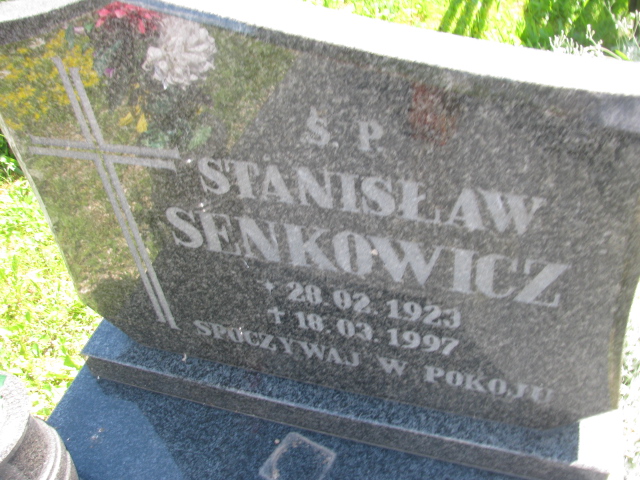 Ś. P.
STANISŁAW
SENKOWICZ
* 28. 02. 1923
✝ 18. 03. 1997
SPOCZYWAJ W POKOJU